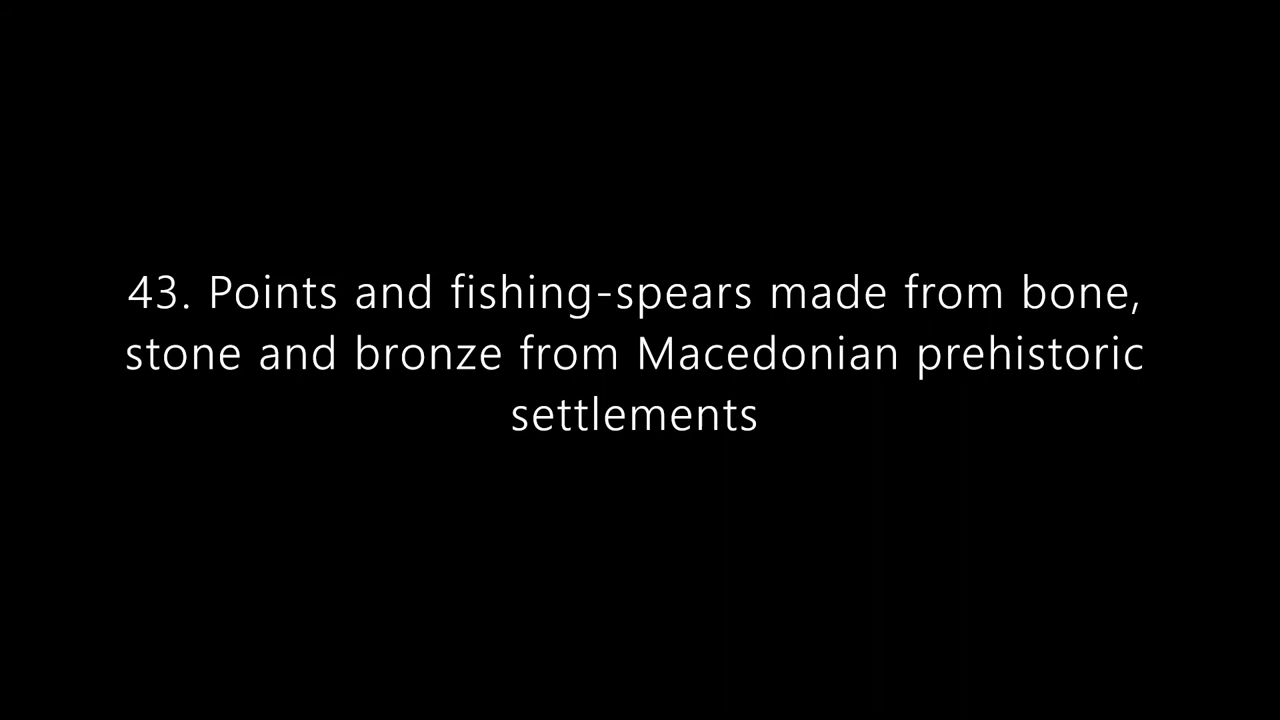 43. Points and fishing-spears made from bone,
stone and bronze from Macedonian prehistoric
settlements